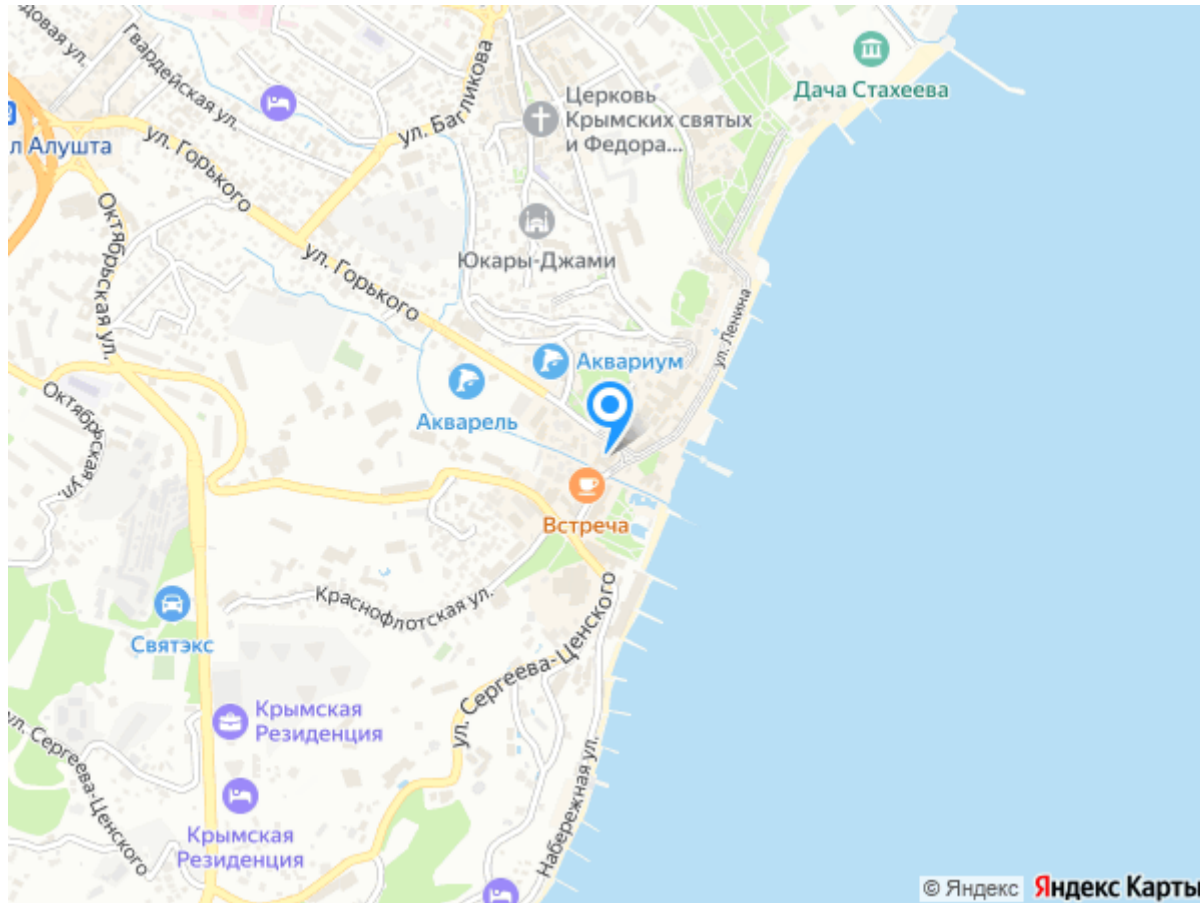 довая ул.
Гвардейская ул.
ул. Багликова
Дача Стахеева
Церковь
Крымских святых
и Федора...
л Алушта
ул. Горького
Октябрьская ул.
Юкары-Джами
ул. Горького
ул. Ленина
Аквариум
Акварель
Октябрьская ул.
Встреча
Краснофлотская ул.
Святэкс
ул. Сергеева-Ценского
Крымская
Резиденция
ул. Сергеева-Ценского
Набережная ул.
Крымская
Резиденция
© Яндекс Яндекс Карты